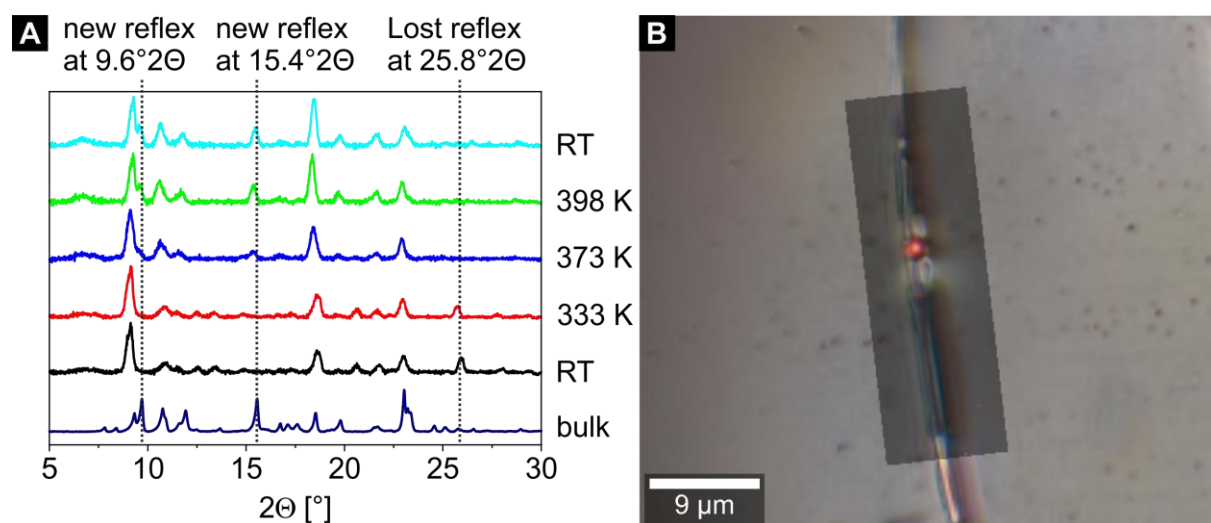 A
new reflex
at 9.6°2Θ
new reflex
at 15.4°2Θ
Lost reflex
at 25.8°2Θ
RT
398 K
373 K
333 K
RT
bulk
5 10 15 20 25 30
2Θ [°]
B
9 µm